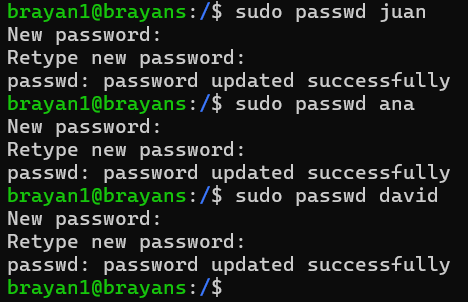 brayan1@brayans:/$ sudo passwd juan
New password:
Retype new password:
passwd: password updated successfully
brayan1@brayans:/$ sudo passwd ana
New password:
Retype new password:
passwd: password updated successfully
brayan1@brayans:/$ sudo passwd david
New password:
Retype new password:
passwd: password updated successfully
brayan1@brayans:/$